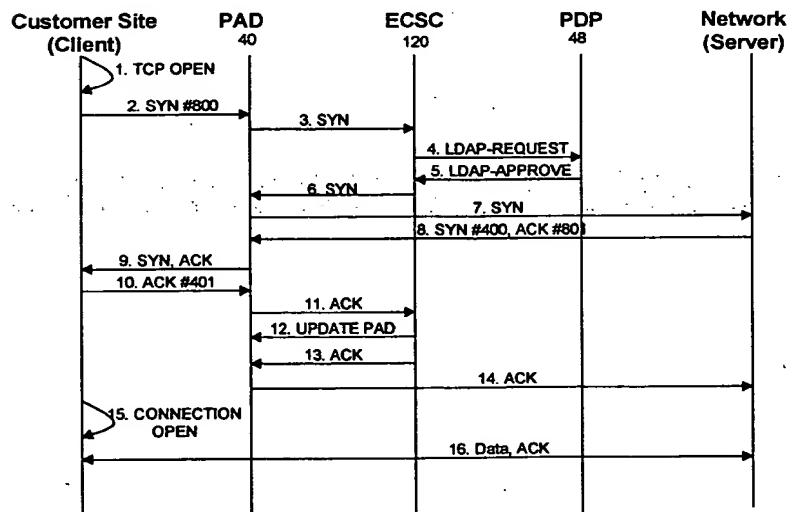 Customer Site
(Client)
PAD
40
ECSC
120
PDP
48
Network
(Server)
1. TCP OPEN
2. SYN #800
3. SYN
4. LDAP-REQUEST
5. LDAP-APPROVE
6. SYN
7. SYN
8. SYN #400, ACK #801
9. SYN, ACK
10. ACK #401
11. ACK
12. UPDATE PAD
13. ACK
14. ACK
15. CONNECTION
OPEN
16. Data, ACK